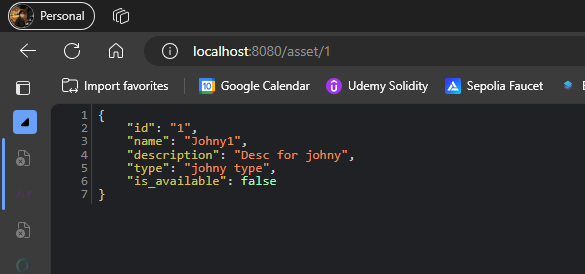 Personal
localhost:8080/asset/1
Import favorites
10
Google Calendar
Udemy Solidity
Sepolia Faucet
1 {
2 "id": "1",
3 "name": "Johny1",
4 "description": "Desc for johny",
5 "type": "johny type",
6 "is_available": false
7 }